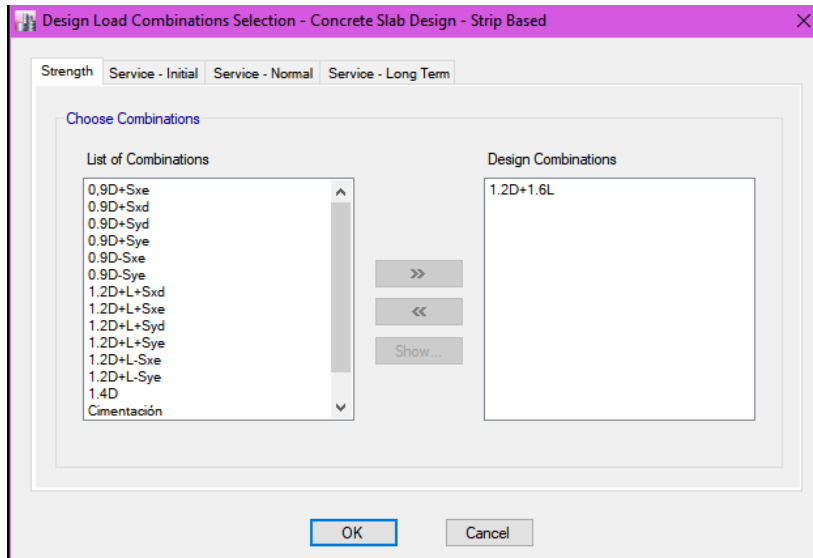 Design Load Combinations Selection - Concrete Slab Design - Strip Based
Strength Service - Initial Service - Normal Service - Long Term
Choose Combinations
List of Combinations
Design Combinations
0,9D+Sxe
0.9D+Sxd
0.9D+Syd
0.9D+Sye
0.9D-Sxe
0.9D-Sye
1.2D+L+Sxd
1.2D+L+Sxe
1.2D+L+Syd
1.2D+L+Sye
1.2D+L-Sxe
1.2D+L-Sye
1.4D
Cimentación
>>
<<
Show...
1.2D+1.6L
OK
Cancel